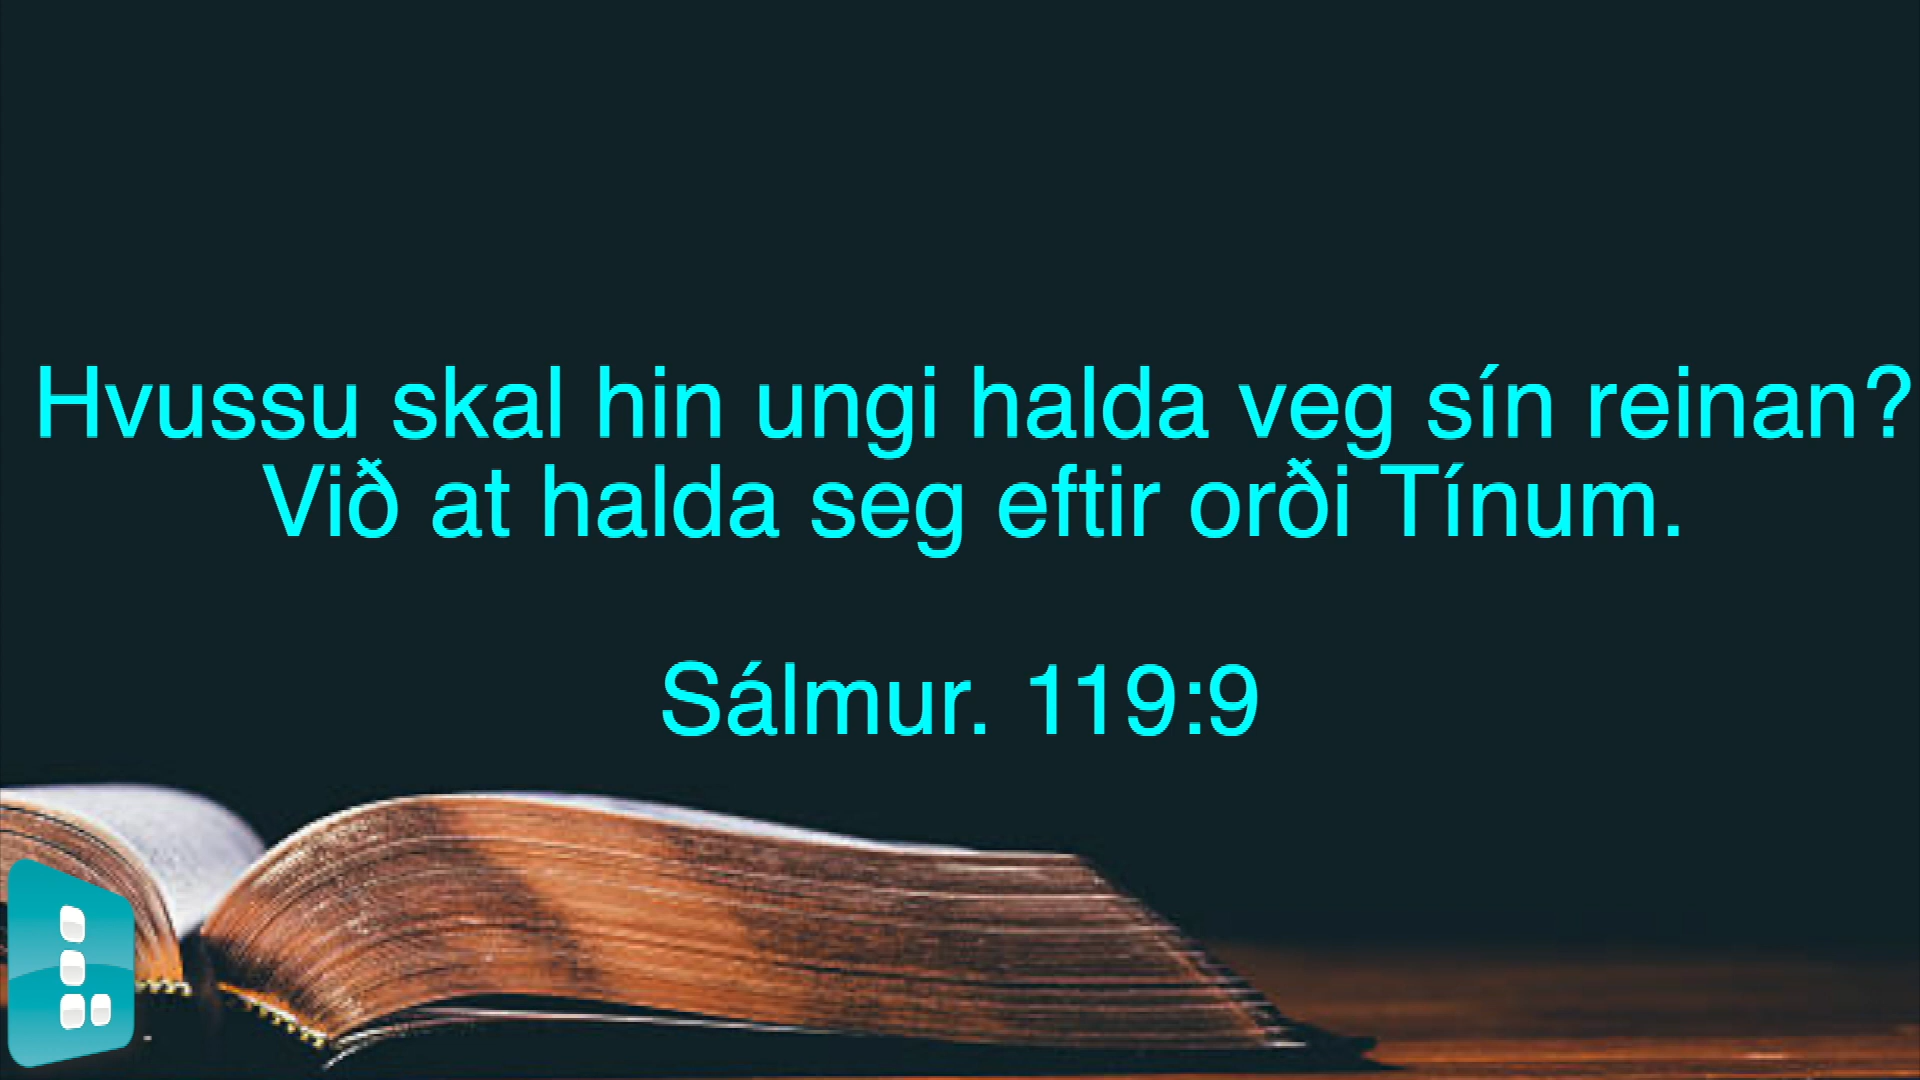 Hvussu skal hin ungi halda veg sín reinan?
Við at halda seg eftir orði Tínum.
Sálmur. 119:9